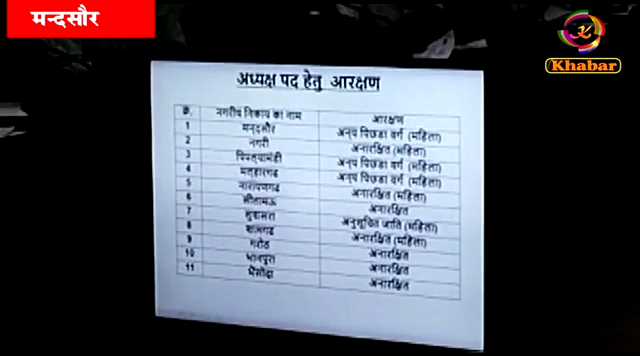 मन्दसौर
Khabar
अध्यक्ष पद हेतु आरक्षण
क्र. नगरीय निकाय का नाम आरक्षण
1 मन्दसौर अन्य पिछडा वर्ग (महिला)
2 नगरी अनारक्षित (महिला)
3 पिपल्यामंडी अन्य पिछडा वर्ग (महिला)
4 मल्हारगढ अन्य पिछडा वर्ग (महिला)
5 नारायणगढ अनारक्षित (महिला)
6 सीतामऊ अनारक्षित
7 सुवासरा अनुसुचित जाति (महिला)
8 शामगढ अनारक्षित (महिला)
9 गरोठ अनारक्षित
10 भानपुरा अनारक्षित
11 भैंसोदा अनारक्षित